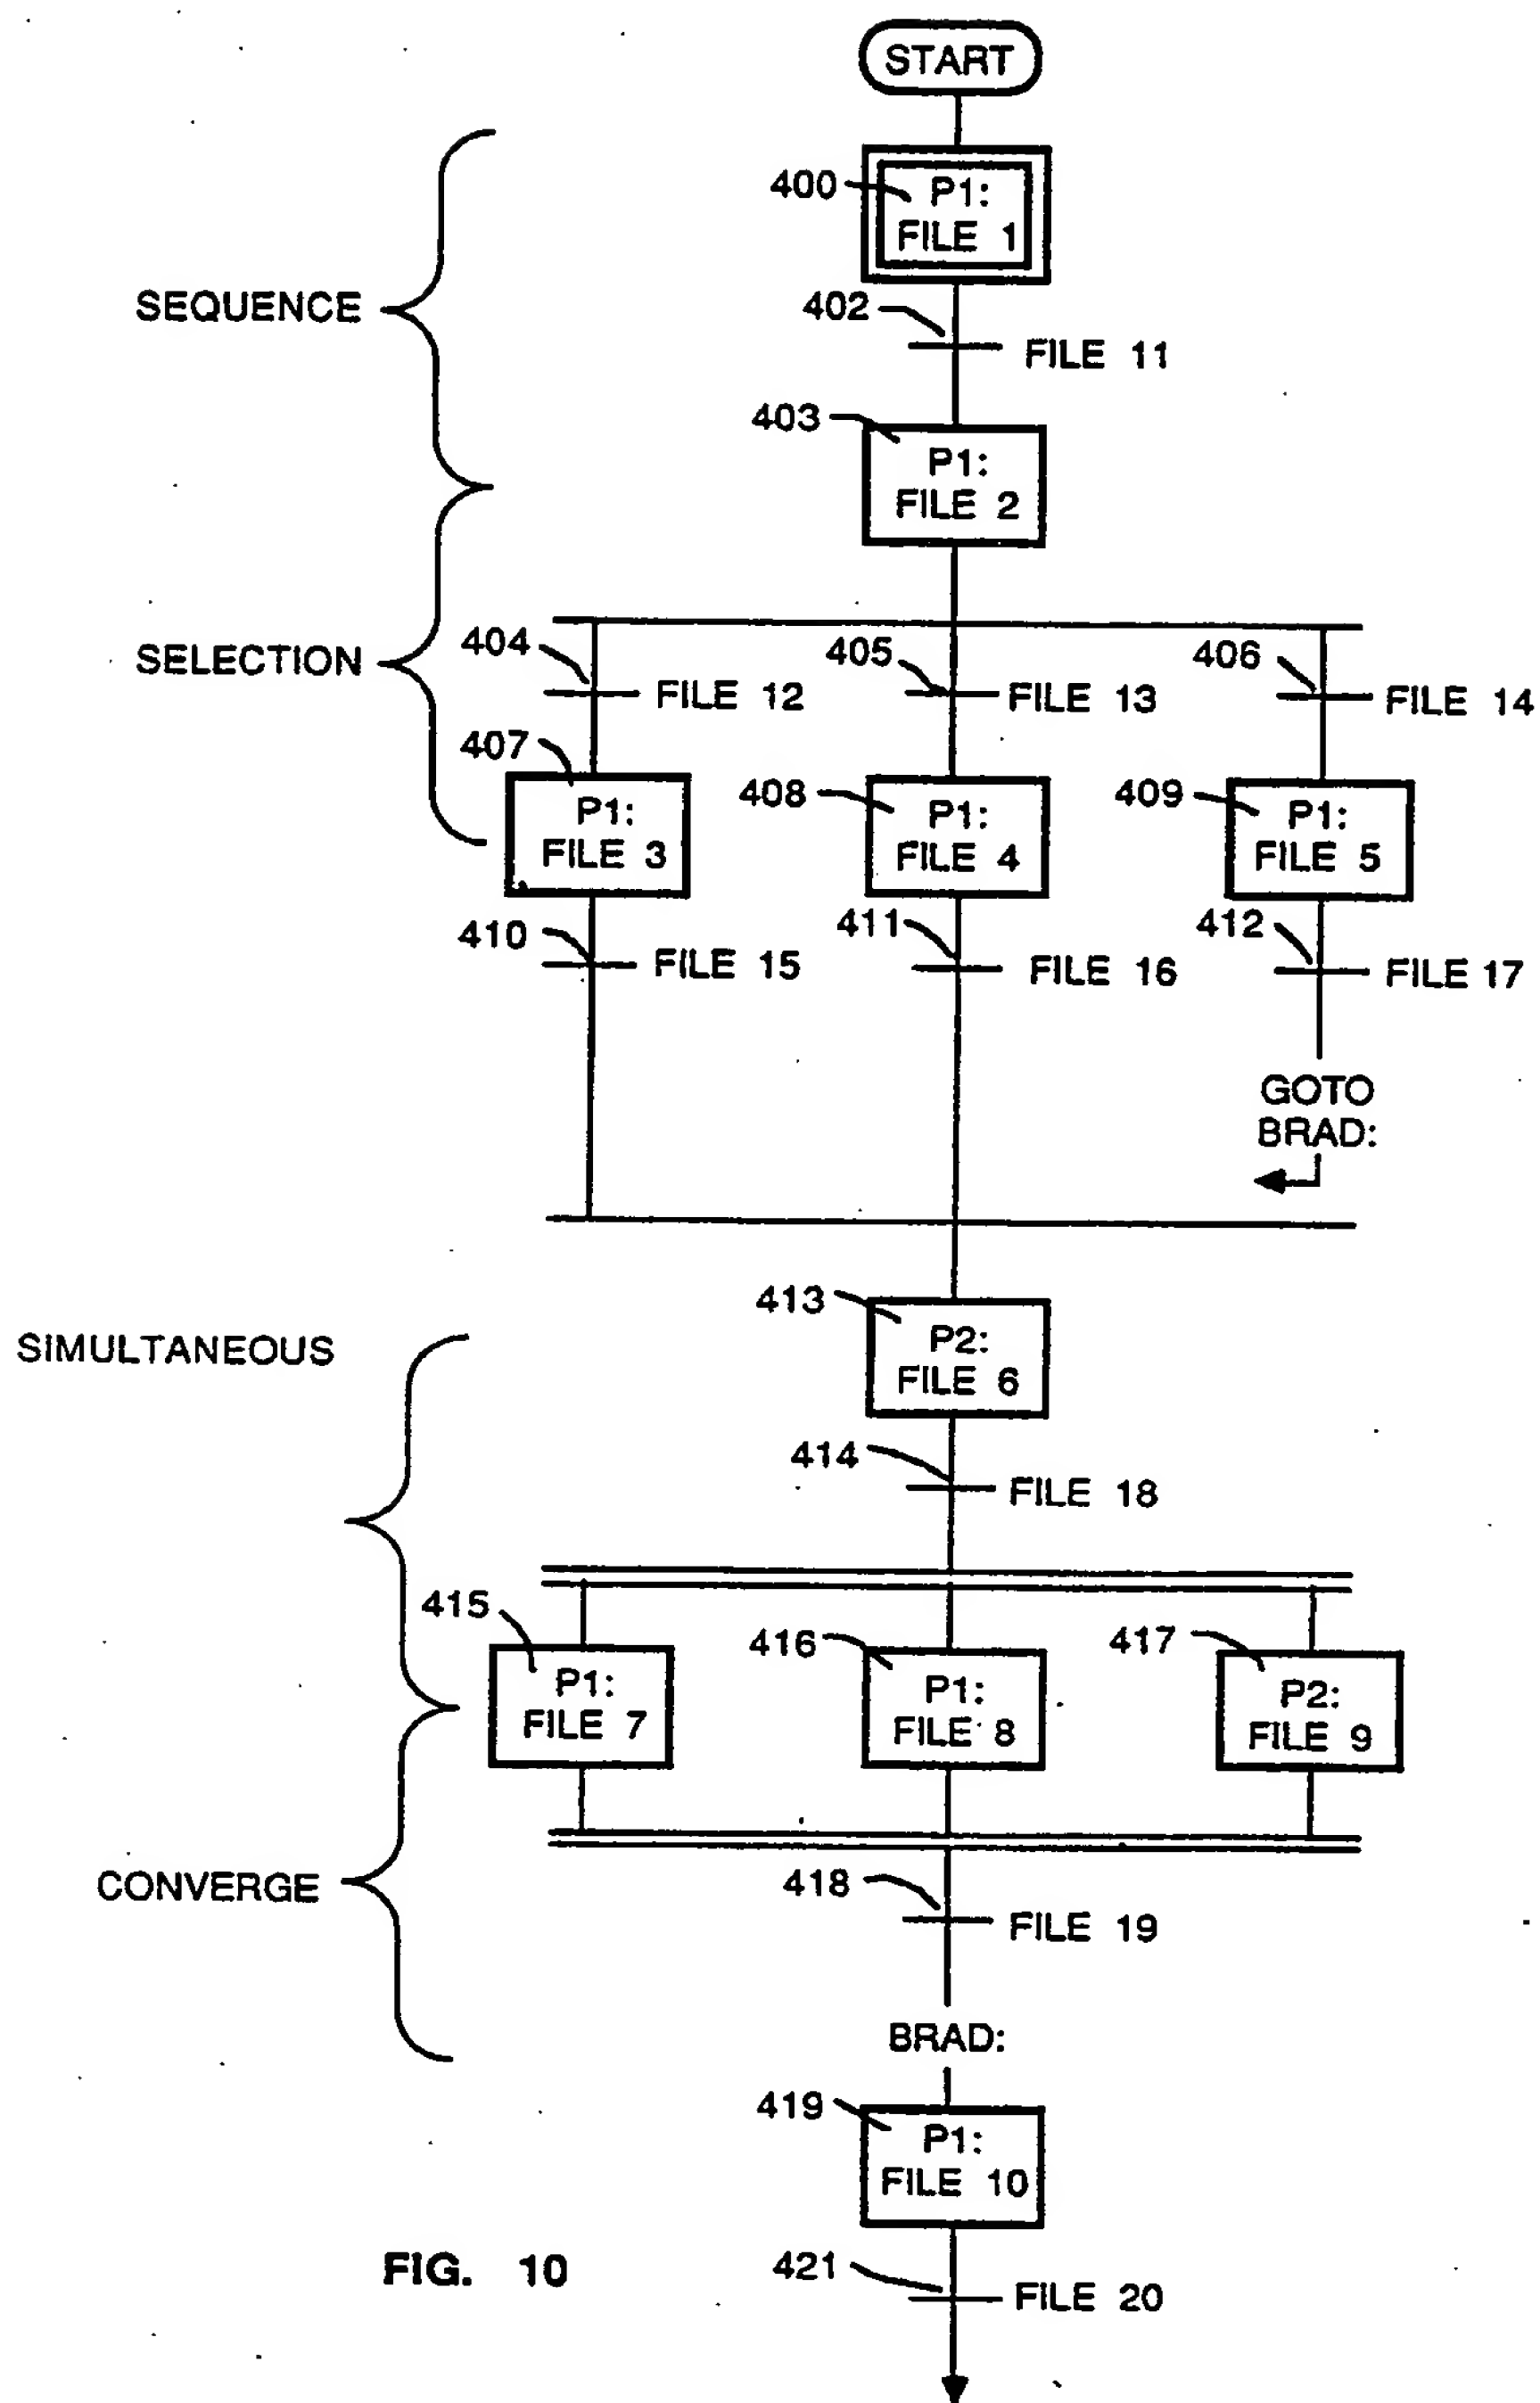 START
400
P1:
FILE 1
SEQUENCE
402
FILE 11
403
P1:
FILE 2
SELECTION
404
FILE 12
405
FILE 13
406
FILE 14
407
P1:
FILE 3
408
P1:
FILE 4
409
P1:
FILE 5
410
FILE 15
411
FILE 16
412
FILE 17
GOTO
BRAD:
413
P2:
FILE 6
SIMULTANEOUS
414
FILE 18
415
P1:
FILE 7
416
P1:
FILE 8
417
P2:
FILE 9
CONVERGE
418
FILE 19
BRAD:
419
P1:
FILE 10
FIG. 10
421
FILE 20